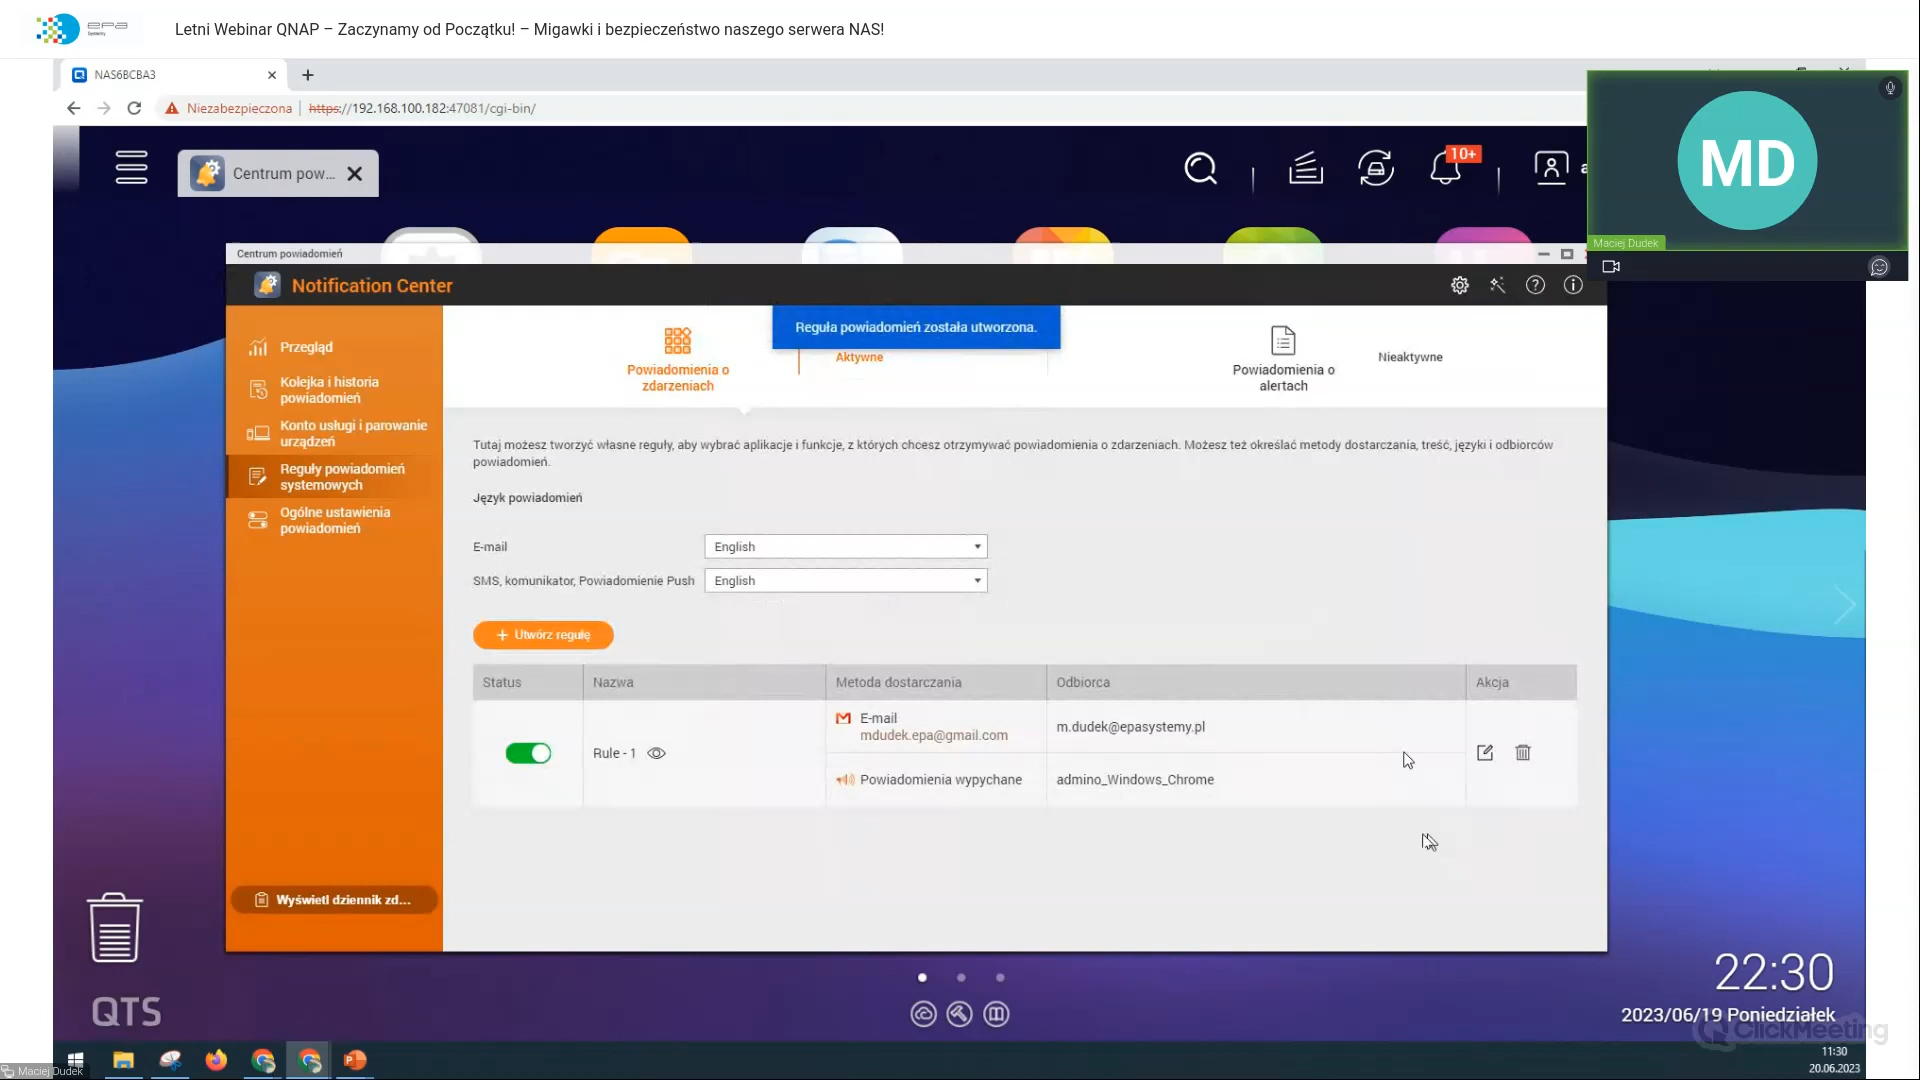 epa
Letni Webinar QNAP – Zaczynamy od Początku! – Migawki i bezpieczeństwo naszego serwera NAS!
NAS6BCBA3
Niezabezpieczona
https://192.168.100.182:47081/cgi-bin/
Centrum pow...
10+
MD
Maciej Dudek
Centrum powiadomień
Notification Center
Reguła powiadomień została utworzona.
Przegląd
Kolejka i historia
powiadomień
Konto usługi i parowanie
urządzeń
Reguły powiadomień
systemowych
Ogólne ustawienia
powiadomień
Wyświetl dziennik zd...
Powiadomienia o
zdarzeniach
Aktywne
Powiadomienia o
alertach
Nieaktywne
Tutaj możesz tworzyć własne reguły, aby wybrać aplikacje i funkcje, z których chcesz otrzymywać powiadomienia o zdarzeniach. Możesz też określać metody dostarczania, treść, języki i odbiorców
powiadomień.
Język powiadomień
E-mail
English
SMS, komunikator, Powiadomienie Push
English
+ Utwórz regułę
Status
Nazwa
Metoda dostarczania
Odbiorca
Akcja
Rule - 1
E-mail
mdudek.epa@gmail.com
m.dudek@epasystemy.pl
Powiadomienia wypychane
admino_Windows_Chrome
QTS
22:30
2023/06/19 Poniedziałek
ClickMeeting
11:30
20.06.2023
Maciej Dudek